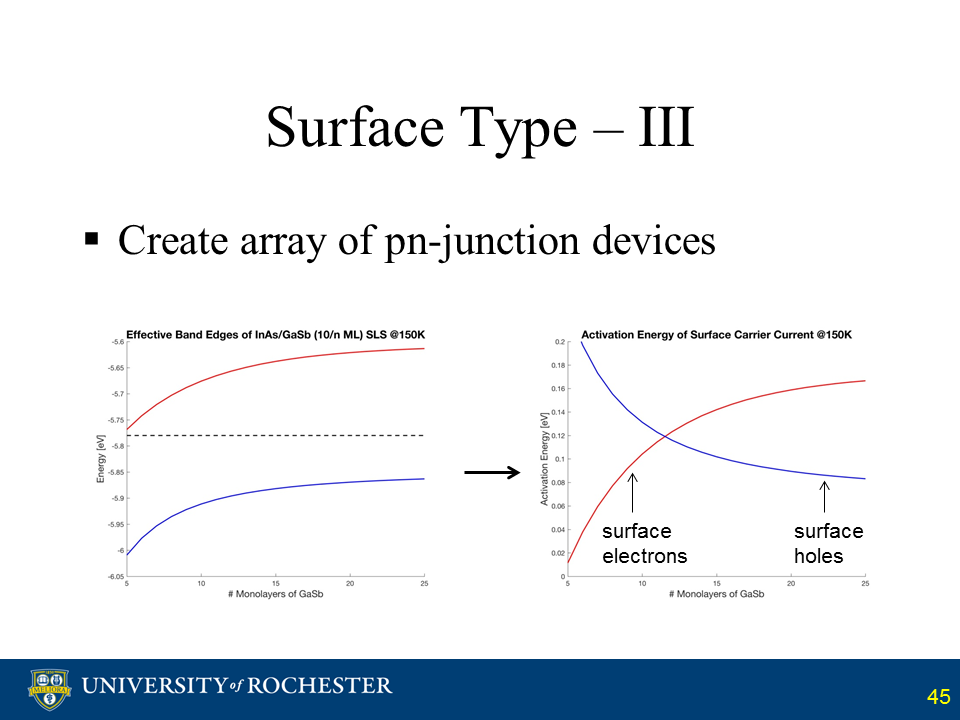 Surface Type – III
▪ Create array of pn-junction devices
Effective Band Edges of InAs/GaSb (10/n ML) SLS @150K
-5.6
-5.65
-5.7
-5.75
-5.8
-5.85
-5.9
-5.95
-6
-6.05
Energy [eV]
5 10 15 20 25
# Monolayers of GaSb
Activation Energy of Surface Carrier Current @150K
0.2
0.18
0.16
0.14
0.12
0.1
0.08
0.06
0.04
0.02
0
Activation Energy [eV]
surface
electrons
surface
holes
5 10 15 20 25
# Monolayers of GaSb
MELIORA
UNIVERSITY of ROCHESTER
45